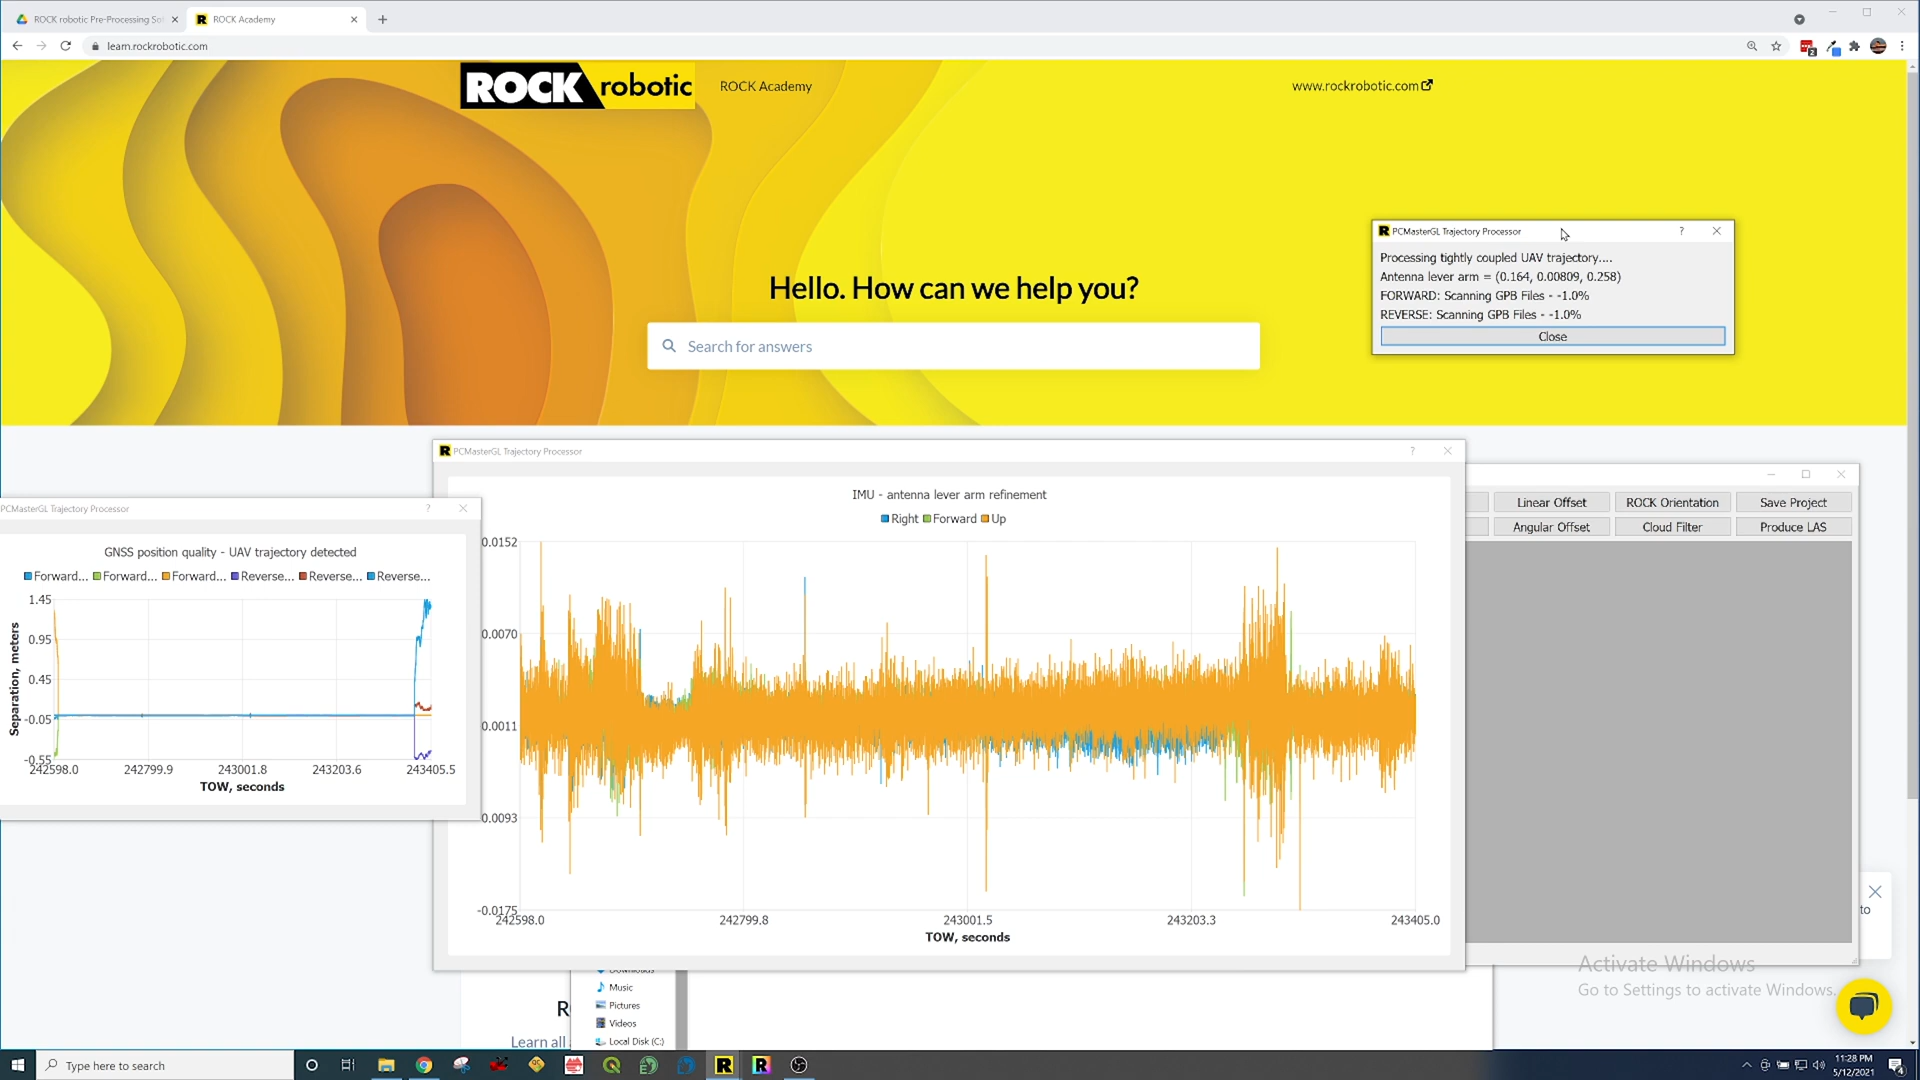 ROCK robotic Pre-Processing So
ROCK Academy
learn.rockrobotic.com
ROCK robotic
ROCK Academy
www.rockrobotic.com
Hello. How can we help you?
Search for answers
PCMasterGL Trajectory Processor
Processing tightly coupled UAV trajectory....
Antenna lever arm = (0.164, 0.00809, 0.258)
FORWARD: Scanning GPB Files - -1.0%
REVERSE: Scanning GPB Files - -1.0%
Close
PCMasterGL Trajectory Processor
IMU - antenna lever arm refinement
Right Forward Up
0.0152
0.0070
0.0011
0.0093
-0.0175
242598.0 242799.8 243001.5 243203.3 243405.0
TOW, seconds
PCMasterGL Trajectory Processor
GNSS position quality - UAV trajectory detected
Forward... Forward... Forward... Reverse... Reverse... Reverse...
1.45
0.95
0.45
-0.05
-0.55
Separation, meters
242598.0 242799.9 243001.8 243203.6 243405.5
TOW, seconds
Linear Offset ROCK Orientation Save Project
Angular Offset Cloud Filter Produce LAS
to
Activate Windows
Go to Settings to activate Windows.
Downloads
Music
Pictures
Videos
Local Disk (C:)
R
Learn all
Type here to search
11:28 PM
5/12/2021